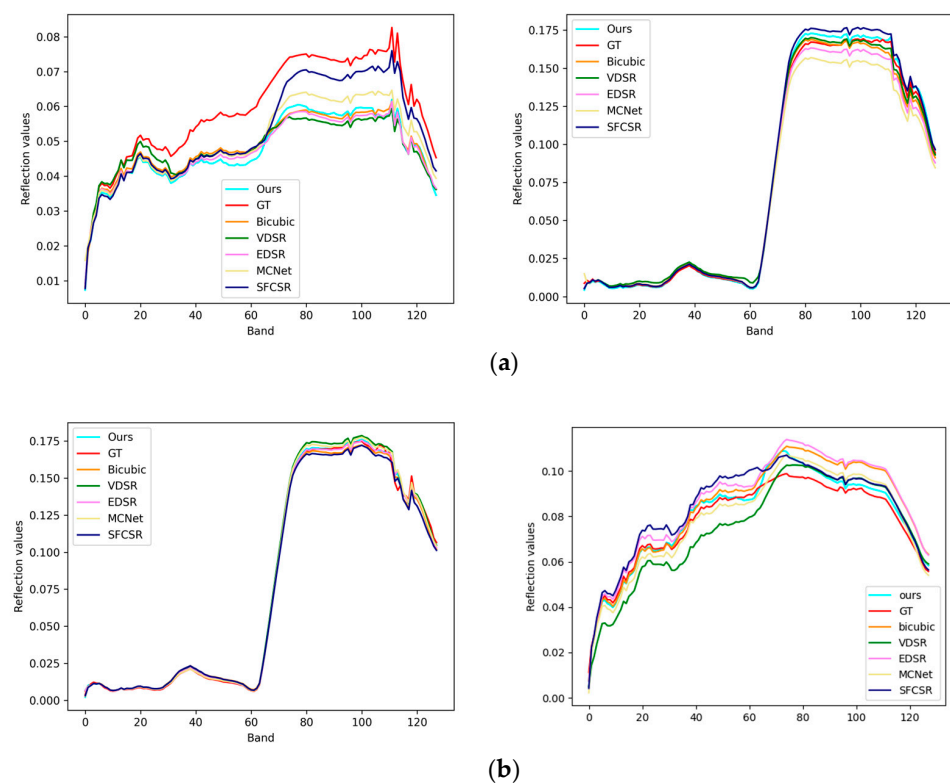 0.08
0.07
0.06
0.05
0.04
0.03
0.02
0.01
Reflection values
Ours
GT
Bicubic
VDSR
EDSR
MCNet
SFCSR
0 20 40 60 80 100 120
Band
0.175
0.150
0.125
0.100
0.075
0.050
0.025
0.000
Reflection values
Ours
GT
Bicubic
VDSR
EDSR
MCNet
SFCSR
0 20 40 60 80 100 120
Band
(a)
0.175
0.150
0.125
0.100
0.075
0.050
0.025
0.000
Reflection values
Ours
GT
Bicubic
VDSR
EDSR
MCNet
SFCSR
0 20 40 60 80 100 120
Band
0.10
0.08
0.06
0.04
0.02
0.00
Reflection values
ours
GT
bicubic
VDSR
EDSR
MCNet
SFCSR
0 20 40 60 80 100 120
(b)